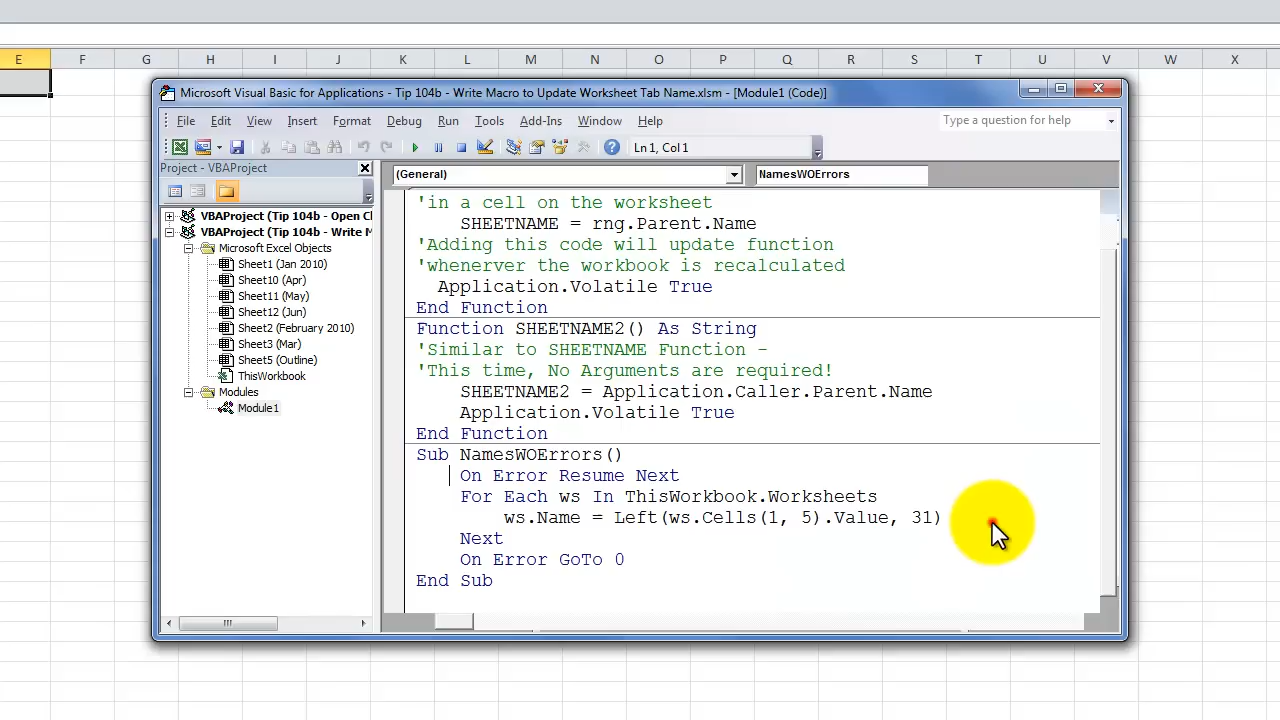 E F G H I J K L M N O P Q R S T U V W X
Microsoft Visual Basic for Applications - Tip 104b - Write Macro to Update Worksheet Tab Name.xlsm - [Module1 (Code)]
File Edit View Insert Format Debug Run Tools Add-Ins Window Help Type a question for help
Ln 1, Col 1
Project - VBAProject
(General) NamesWOErrors
VBAProject (Tip 104b - Open Cl
VBAProject (Tip 104b - Write M
Microsoft Excel Objects
Sheet1 (Jan 2010)
Sheet10 (Apr)
Sheet11 (May)
Sheet12 (Jun)
Sheet2 (February 2010)
Sheet3 (Mar)
Sheet5 (Outline)
ThisWorkbook
Modules
Module1
'in a cell on the worksheet
SHEETNAME = rng.Parent.Name
'Adding this code will update function
'whenerver the workbook is recalculated
Application.Volatile True
End Function
Function SHEETNAME2() As String
'Similar to SHEETNAME Function -
'This time, No Arguments are required!
SHEETNAME2 = Application.Caller.Parent.Name
Application.Volatile True
End Function
Sub NamesWOErrors()
On Error Resume Next
For Each ws In ThisWorkbook.Worksheets
ws.Name = Left(ws.Cells(1, 5).Value, 31)
Next
On Error GoTo 0
End Sub